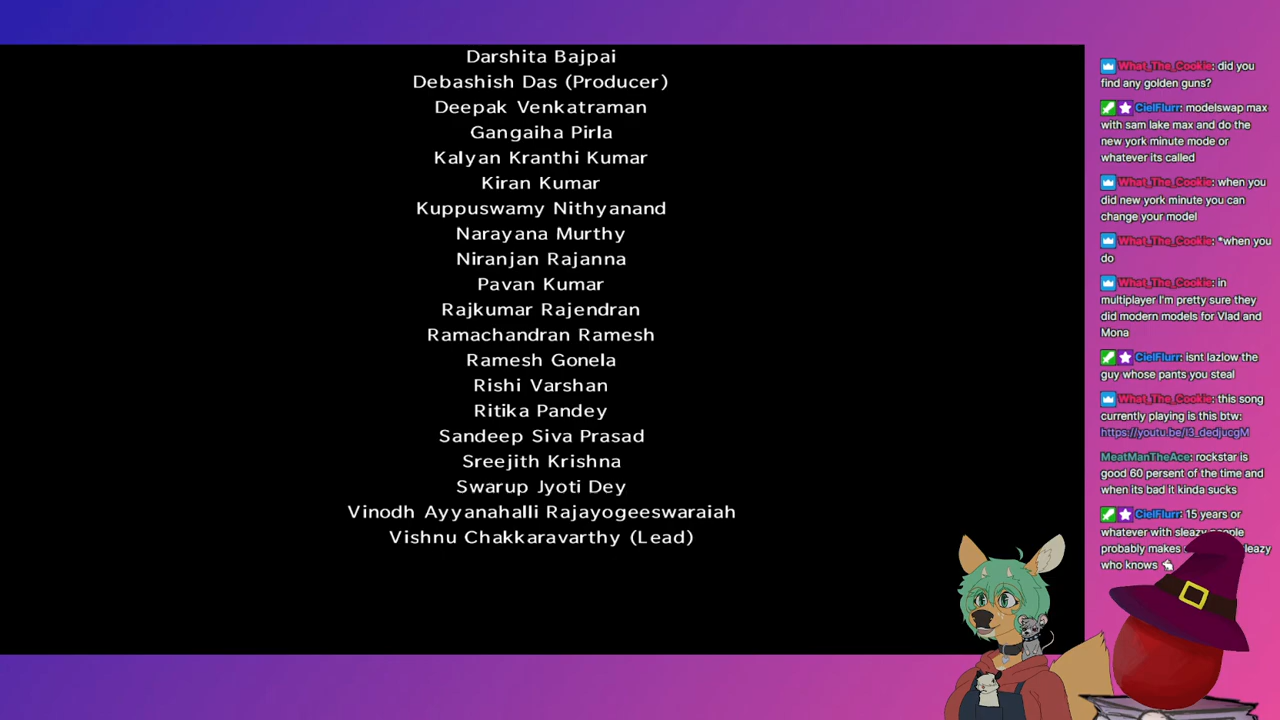 Darshita Bajpai
Debashish Das (Producer)
Deepak Venkatraman
Gangaiha Pirla
Kalyan Kranthi Kumar
Kiran Kumar
Kuppuswamy Nithyanand
Narayana Murthy
Niranjan Rajanna
Pavan Kumar
Rajkumar Rajendran
Ramachandran Ramesh
Ramesh Gonela
Rishi Varshan
Ritika Pandey
Sandeep Siva Prasad
Sreejith Krishna
Swarup Jyoti Dey
Vinodh Ayyanahalli Rajayogeeswaraiah
Vishnu Chakkaravarthy (Lead)
What_The_Cookie: did you
find any golden guns?
CielFlurr: modelswap max
with sam lake max and do the
new york minute mode or
whatever its called
What_The_Cookie: when you
did new york minute you can
change your model
What_The_Cookie: *when you
do
What_The_Cookie: in
multiplayer I'm pretty sure they
did modern models for Vlad and
Mona
CielFlurr: isnt lazlow the
guy whose pants you steal
What_The_Cookie: this song
currently playing is this btw:
https://youtu.be/l3_dedjucgM
MeatManTheAce: rockstar is
good 60 persent of the time and
when its bad it kinda sucks
CielFlurr: 15 years or
whatever with sleazy people
probably makes
who knows